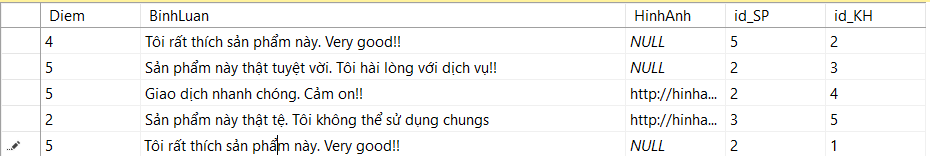 Diem BinhLuan HinhAnh id_SP id_KH
4 Tôi rất thích sản phẩm này. Very good!! NULL 5 2
5 Sản phẩm này thật tuyệt vời. Tôi hài lòng với dịch vụ!! NULL 2 3
5 Giao dịch nhanh chóng. Cảm on!! http://hinha... 2 4
2 Sản phẩm này thật tệ. Tôi không thể sử dụng chungs http://hinha... 3 5
5 Tôi rất thích sản phẩm này. Very good!! NULL 2 1